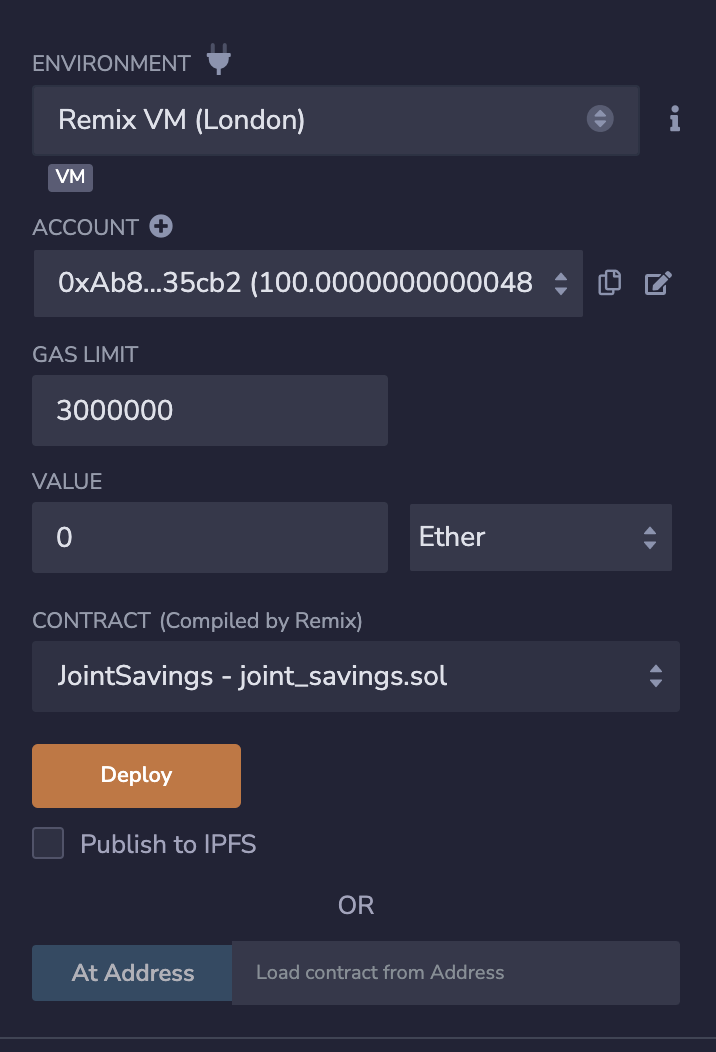 ENVIRONMENT
Remix VM (London)
VM
ACCOUNT
0xAb8...35cb2 (100.0000000000048
GAS LIMIT
3000000
VALUE
0 Ether
CONTRACT (Compiled by Remix)
JointSavings - joint_savings.sol
Deploy
Publish to IPFS
OR
At Address Load contract from Address